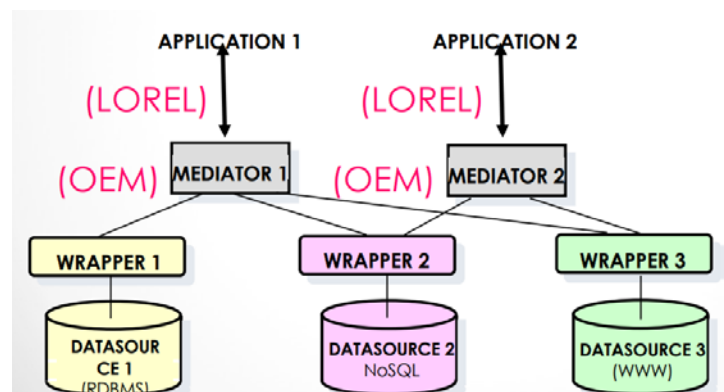 APPLICATION 1
APPLICATION 2
(LOREL)
(LOREL)
MEDIATOR 1
MEDIATOR 2
(OEM)
(OEM)
WRAPPER 1
WRAPPER 2
WRAPPER 3
DATASOUR
CE 1
(RDBMS)
DATASOURCE 2
NoSQL
DATASOURCE 3
(WWW)